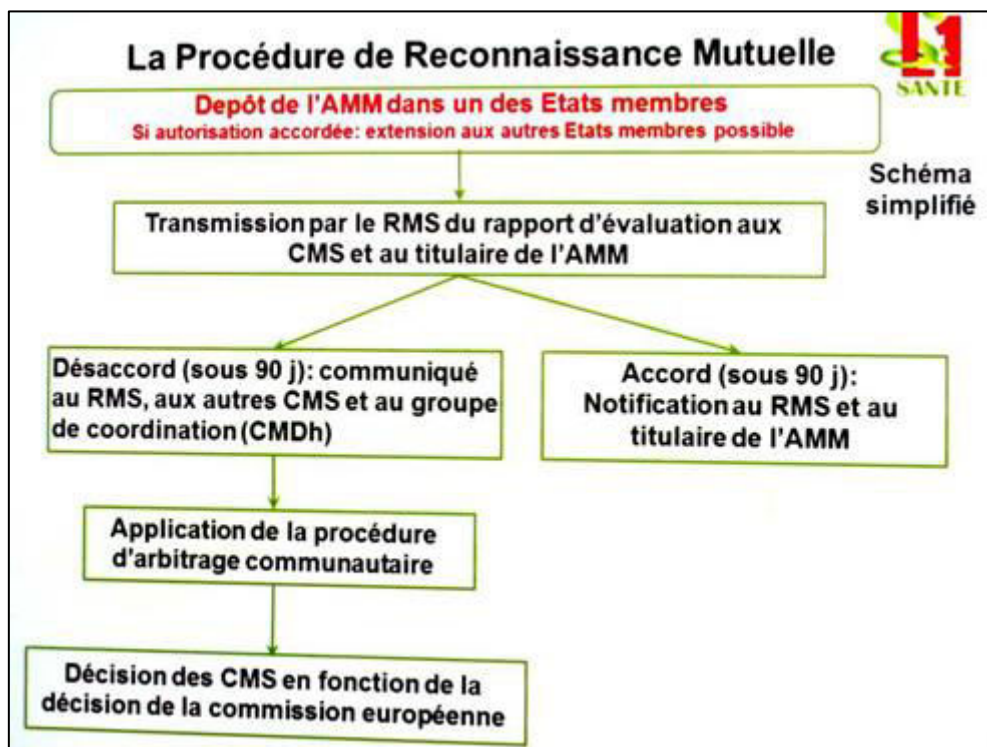 La Procédure de Reconnaissance Mutuelle
L1
SANTE
Depôt de l'AMM dans un des Etats membres
Si autorisation accordée: extension aux autres Etats membres possible
Schéma
simplifié
Transmission par le RMS du rapport d'évaluation aux
CMS et au titulaire de l'AMM
Désaccord (sous 90 j): communiqué
au RMS, aux autres CMS et au groupe
de coordination (CMDh)
Accord (sous 90 j):
Notification au RMS et au
titulaire de l'AMM
Application de la procédure
d'arbitrage communautaire
Décision des CMS en fonction de la
décision de la commission européenne